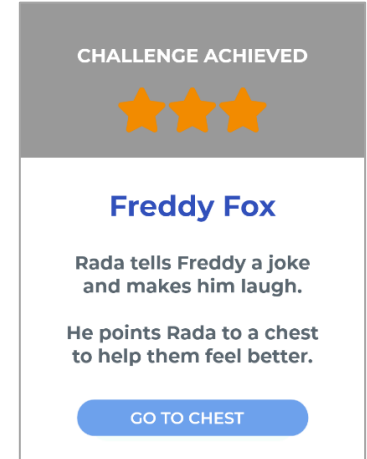 CHALLENGE ACHIEVED
Freddy Fox
Rada tells Freddy a joke
and makes him laugh.
He points Rada to a chest
to help them feel better.
GO TO CHEST